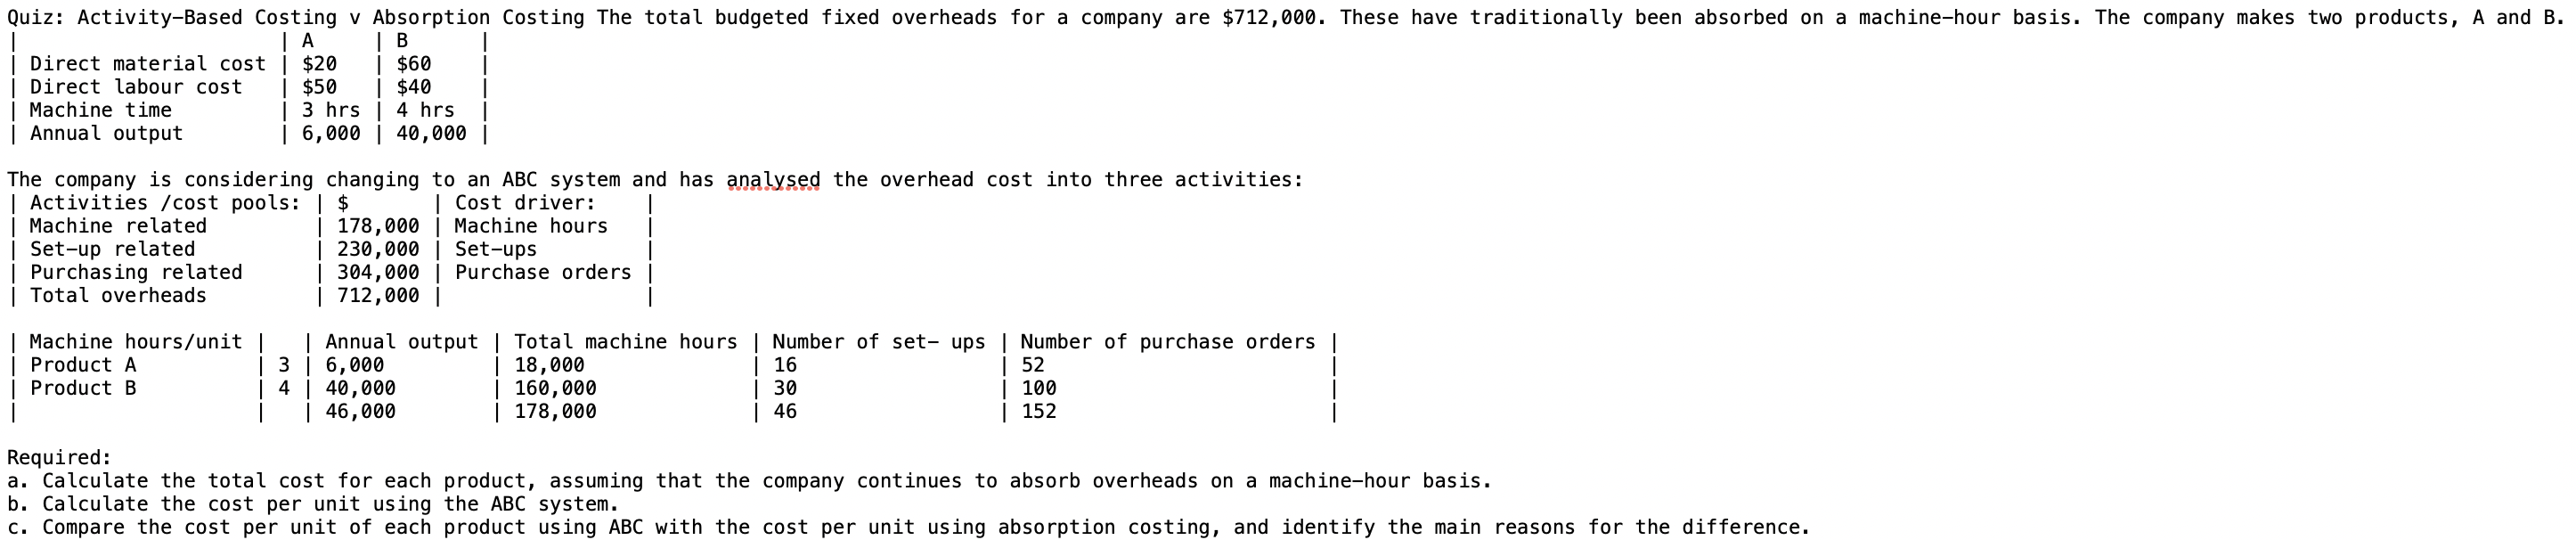 Quiz: Activity-Based Costing v Absorption Costing The total budgeted fixed overheads for a company are $712,000. These have traditionally been absorbed on a machine-hour basis. The company makes two products, A and B.
| | A | B |
| Direct material cost | $20 | $60 |
| Direct labour cost | $50 | $40 |
| Machine time | 3 hrs | 4 hrs |
| Annual output | 6,000 | 40,000 |
The company is considering changing to an ABC system and has analysed the overhead cost into three activities:
| Activities /cost pools: | $ | Cost driver: |
| Machine related | 178,000 | Machine hours |
| Set-up related | 230,000 | Set-ups |
| Purchasing related | 304,000 | Purchase orders |
| Total overheads | 712,000 | |
| Machine hours/unit | | Annual output | Total machine hours | Number of set- ups | Number of purchase orders |
| Product A | 3 | 6,000 | 18,000 | 16 | 52 |
| Product B | 4 | 40,000 | 160,000 | 30 | 100 |
| | | 46,000 | 178,000 | 46 | 152 |
Required:
a. Calculate the total cost for each product, assuming that the company continues to absorb overheads on a machine-hour basis.
b. Calculate the cost per unit using the ABC system.
c. Compare the cost per unit of each product using ABC with the cost per unit using absorption costing, and identify the main reasons for the difference.